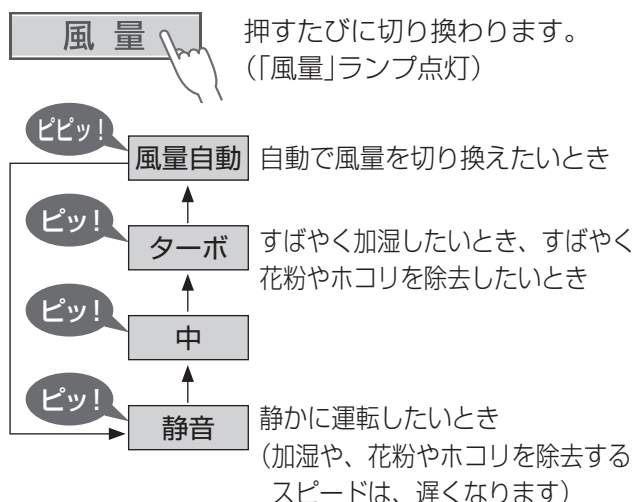 風量
押すたびに切り換わります。
（「風量」ランプ点灯）
ピピッ！
風量自動
自動で風量を切り換えたいとき
ピッ！
ターボ
すばやく加湿したいとき、すばやく
花粉やホコリを除去したいとき
ピッ！
中
ピッ！
静音
静かに運転したいとき
（加湿や、花粉やホコリを除去する
スピードは、遅くなります）